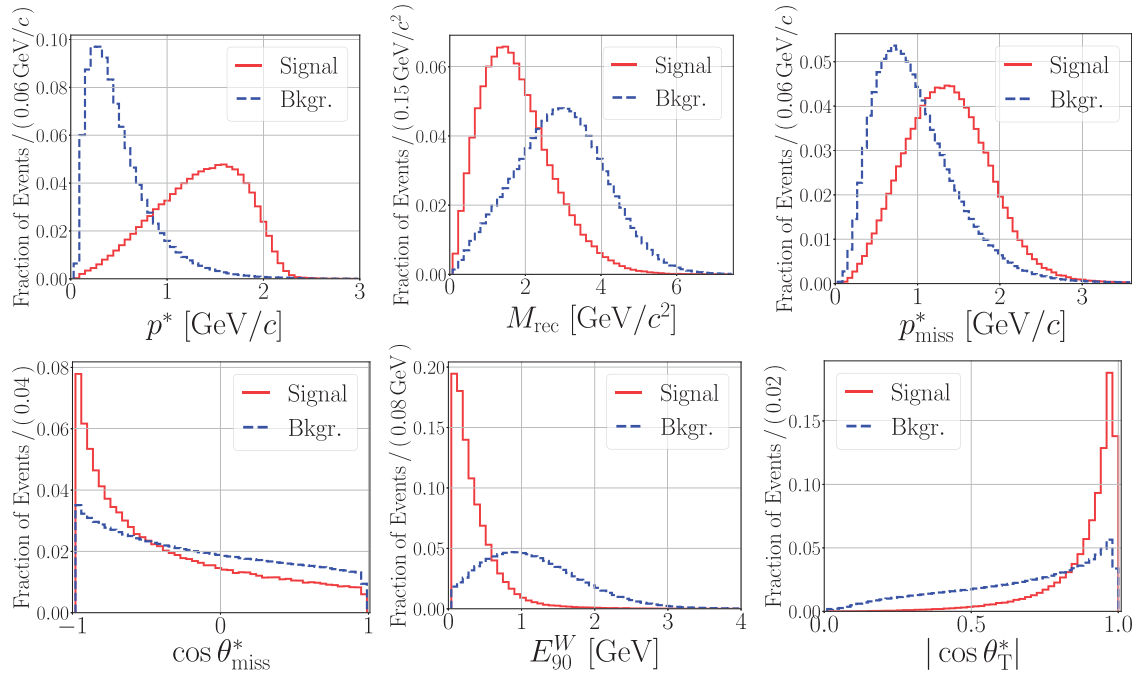 Fraction of Events / ( 0.06 GeV/c)
0.10
0.08
0.06
0.04
0.02
0.00
Signal
Bkgr.
0 1 2 3
p* [GeV/c]
Fraction of Events / ( 0.15 GeV/c²)
0.06
0.04
0.02
0.00
Signal
Bkgr.
0 2 4 6
M_rec [GeV/c²]
Fraction of Events / ( 0.06 GeV/c)
0.05
0.04
0.03
0.02
0.01
0.00
Signal
Bkgr.
0 1 2 3
p*_miss [GeV/c]
Fraction of Events / ( 0.04 )
0.08
0.06
0.04
0.02
0.00
Signal
Bkgr.
−1 0 1
cos θ*_miss
Fraction of Events / ( 0.08 GeV)
0.20
0.15
0.10
0.05
0.00
Signal
Bkgr.
0 1 2 3 4
E^W_90 [GeV]
Fraction of Events / ( 0.02 )
0.15
0.10
0.05
0.00
Signal
Bkgr.
0.0 0.5 1.0
| cos θ*_T|